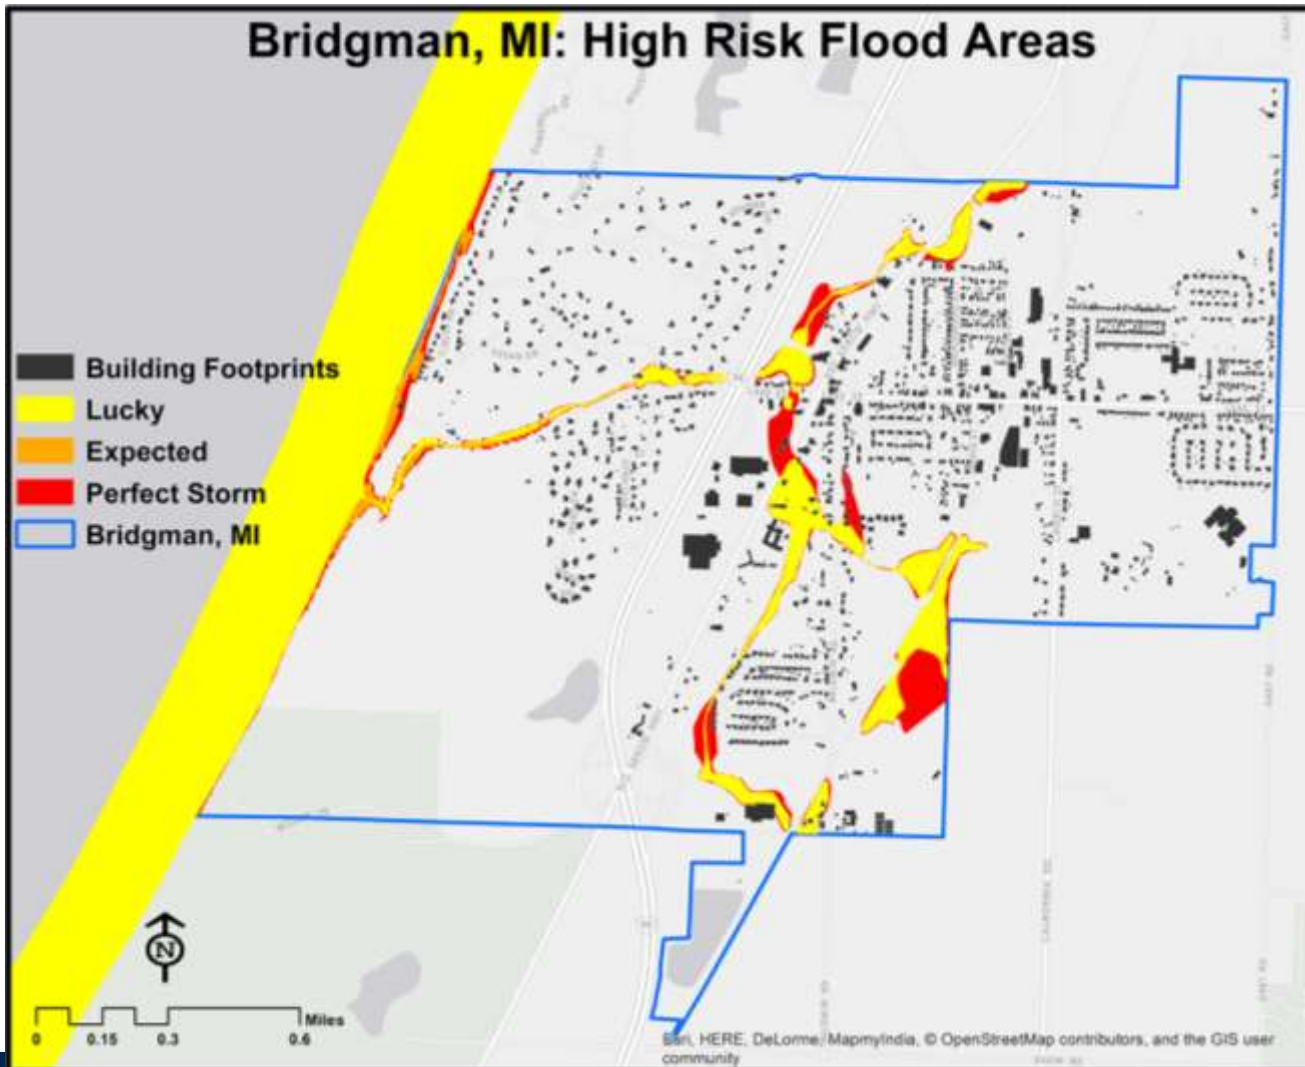 Bridgman, MI: High Risk Flood Areas
Building Footprints
Lucky
Expected
Perfect Storm
Bridgman, MI
N
Miles
0 0.15 0.3 0.6
Esri, HERE, DeLorme, MapmyIndia, © OpenStreetMap contributors, and the GIS user
community